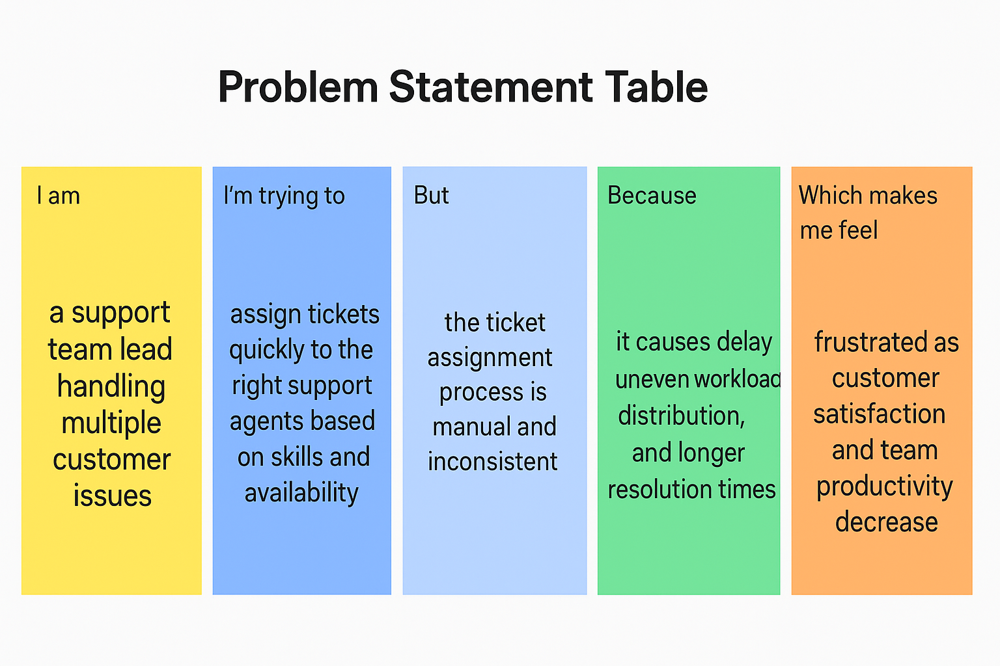 Problem Statement Table
I am
a support
team lead
handling
multiple
customer
issues
I'm trying to
assign tickets
quickly to the
right support
agents based
on skills and
availability
But
the ticket
assignment
process is
manual and
inconsistent
Because
it causes delay
uneven workload
distribution,
and longer
resolution times
Which makes
me feel
frustrated as
customer
satisfaction
and team
productivity
decrease